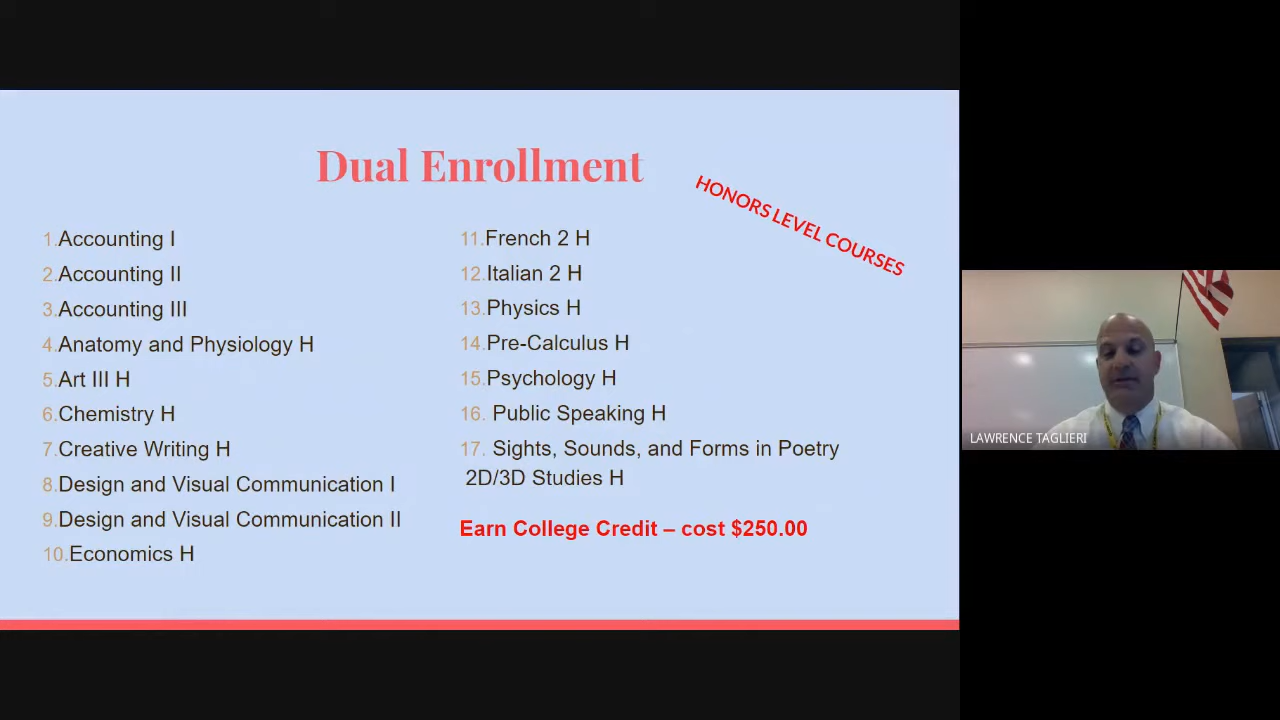 Dual Enrollment
HONORS LEVEL COURSES
1.Accounting I
2.Accounting II
3.Accounting III
4.Anatomy and Physiology H
5.Art III H
6.Chemistry H
7.Creative Writing H
8.Design and Visual Communication I
9.Design and Visual Communication II
10.Economics H
11.French 2 H
12.Italian 2 H
13.Physics H
14.Pre-Calculus H
15.Psychology H
16. Public Speaking H
17. Sights, Sounds, and Forms in Poetry
2D/3D Studies H
Earn College Credit – cost $250.00
LAWRENCE TAGLIERI